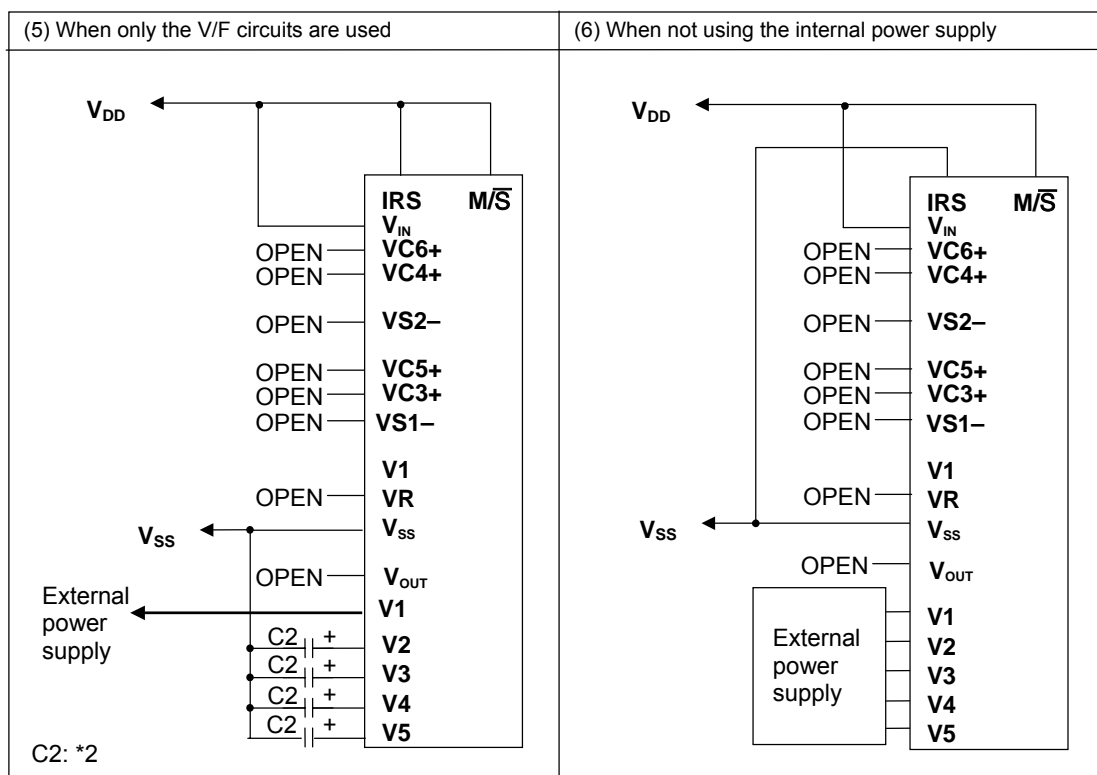 (5) When only the V/F circuits are used
VDD
IRS M/S̅
VIN
OPEN VC6+
OPEN VC4+
OPEN VS2–
OPEN VC5+
OPEN VC3+
OPEN VS1–
V1
OPEN VR
VSS VSS
OPEN VOUT
External power supply
V1
C2 + V2
C2 + V3
C2 + V4
C2 + V5
C2: *2
(6) When not using the internal power supply
VDD
IRS M/S̅
VIN
OPEN VC6+
OPEN VC4+
OPEN VS2–
OPEN VC5+
OPEN VC3+
OPEN VS1–
V1
OPEN VR
VSS VSS
OPEN VOUT
External
power
supply
V1
V2
V3
V4
V5